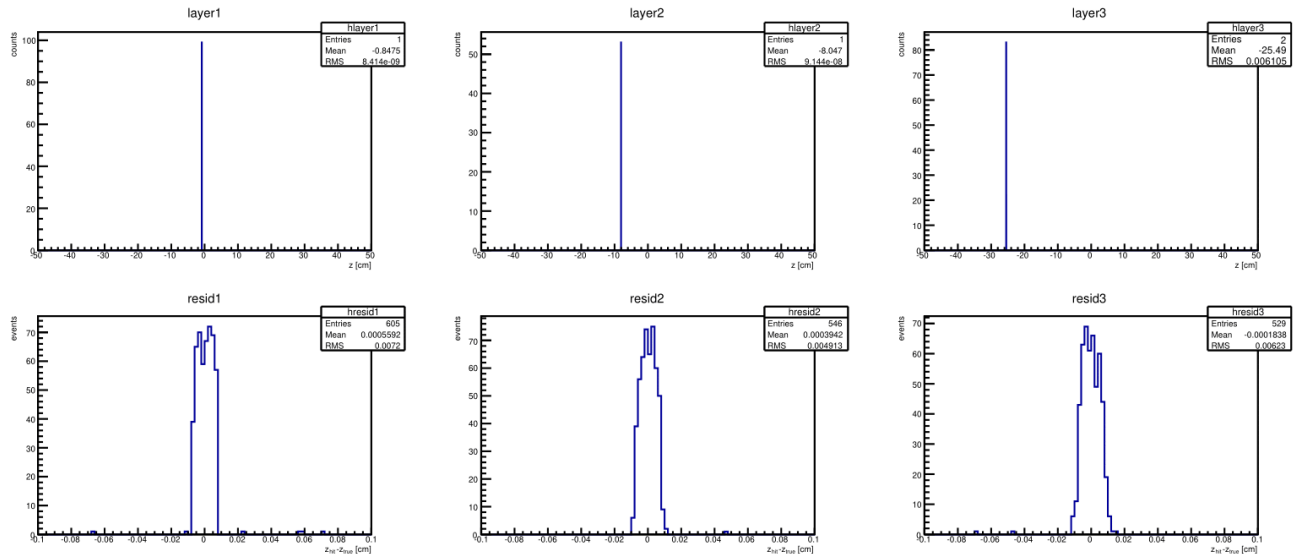 layer1
counts
hlayer1
Entries 1
Mean -0.8475
RMS 8.414e-09
100
80
60
40
20
0
-50 -40 -30 -20 -10 0 10 20 30 40 50
z [cm]
layer2
counts
hlayer2
Entries 1
Mean -8.047
RMS 9.144e-08
50
40
30
20
10
0
-50 -40 -30 -20 -10 0 10 20 30 40 50
z [cm]
layer3
counts
hlayer3
Entries 2
Mean -25.49
RMS 0.006105
80
70
60
50
40
30
20
10
0
-50 -40 -30 -20 -10 0 10 20 30 40 50
z [cm]
resid1
events
hresid1
Entries 605
Mean 0.0005592
RMS 0.0072
70
60
50
40
30
20
10
0
-0.1 -0.08 -0.06 -0.04 -0.02 0 0.02 0.04 0.06 0.08 0.1
zhit-ztrue [cm]
resid2
events
hresid2
Entries 546
Mean 0.0003942
RMS 0.004913
70
60
50
40
30
20
10
0
-0.1 -0.08 -0.06 -0.04 -0.02 0 0.02 0.04 0.06 0.08 0.1
zhit-ztrue [cm]
resid3
events
hresid3
Entries 529
Mean -0.0001838
RMS 0.00623
70
60
50
40
30
20
10
0
-0.1 -0.08 -0.06 -0.04 -0.02 0 0.02 0.04 0.06 0.08 0.1
zhit-ztrue [cm]